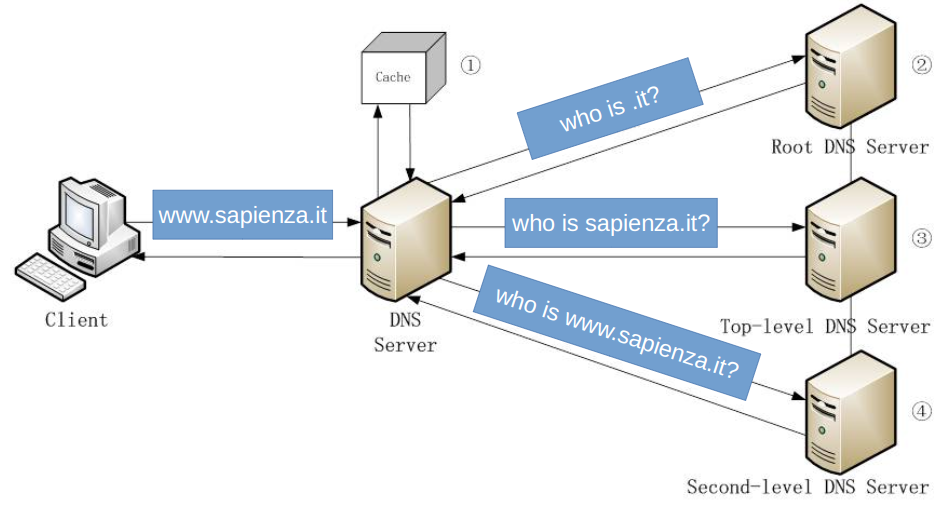 Cache
①
②
who is .it?
Root DNS Server
www.sapienza.it
who is sapienza.it?
③
Client
DNS
Server
Top-level DNS Server
who is www.sapienza.it?
④
Second-level DNS Server